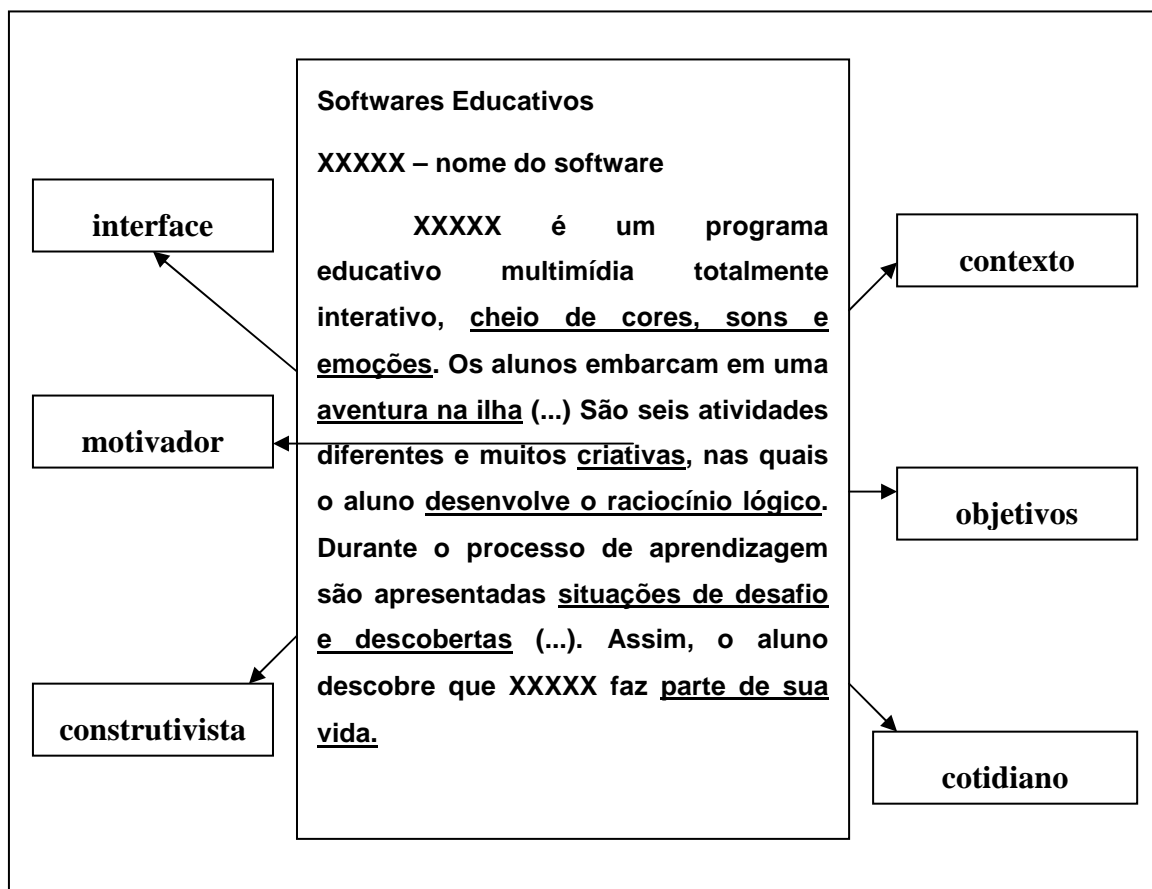 Softwares Educativos
XXXXX – nome do software
XXXXX é um programa
educativo multimídia totalmente
interativo, cheio de cores, sons e
emoções. Os alunos embarcam em uma
aventura na ilha (...) São seis atividades
diferentes e muitos criativas, nas quais
o aluno desenvolve o raciocínio lógico.
Durante o processo de aprendizagem
são apresentadas situações de desafio
e descobertas (...). Assim, o aluno
descobre que XXXXX faz parte de sua
vida.
interface
motivador
construtivista
contexto
objetivos
cotidiano